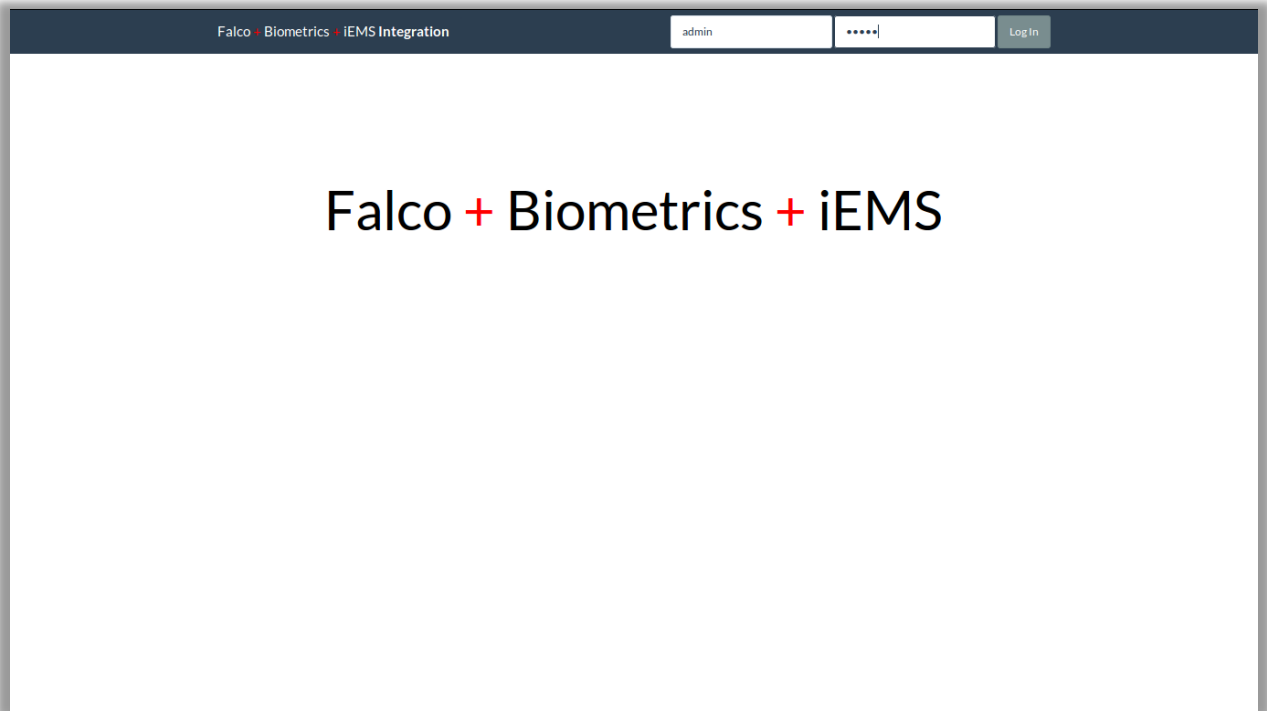 Falco + Biometrics + iEMS Integration
admin
•••••
Log In
Falco + Biometrics + iEMS